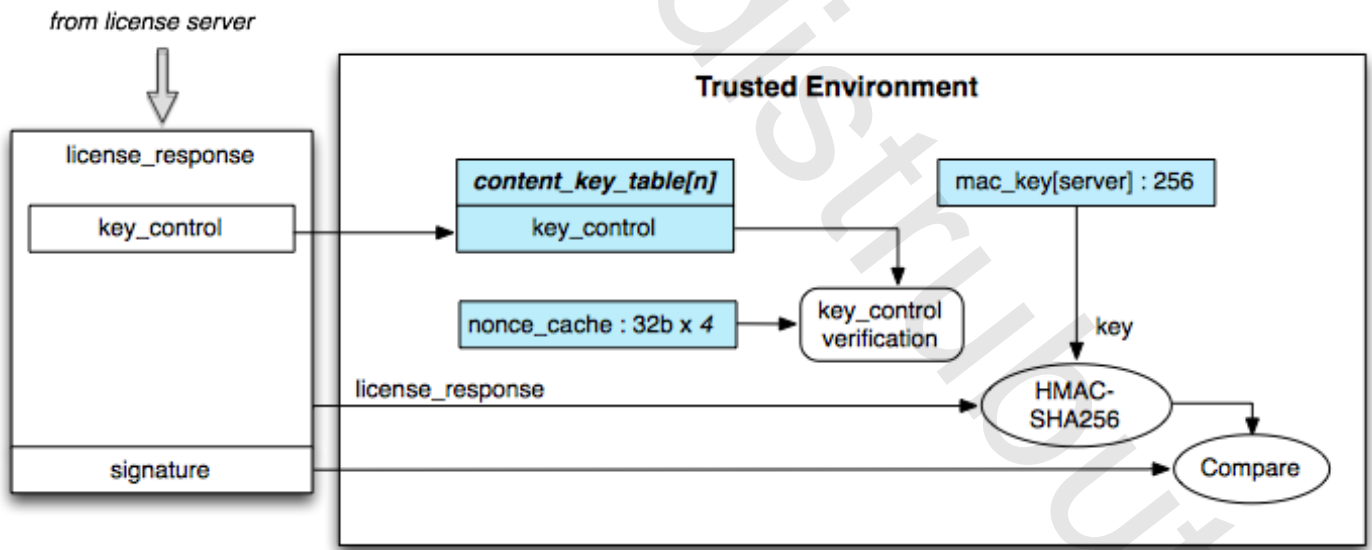 from license server
Trusted Environment
license_response
key_control
content_key_table[n]
key_control
mac_key[server] : 256
nonce_cache : 32b x 4
key_control
verification
key
license_response
HMAC-
SHA256
signature
Compare
distribut